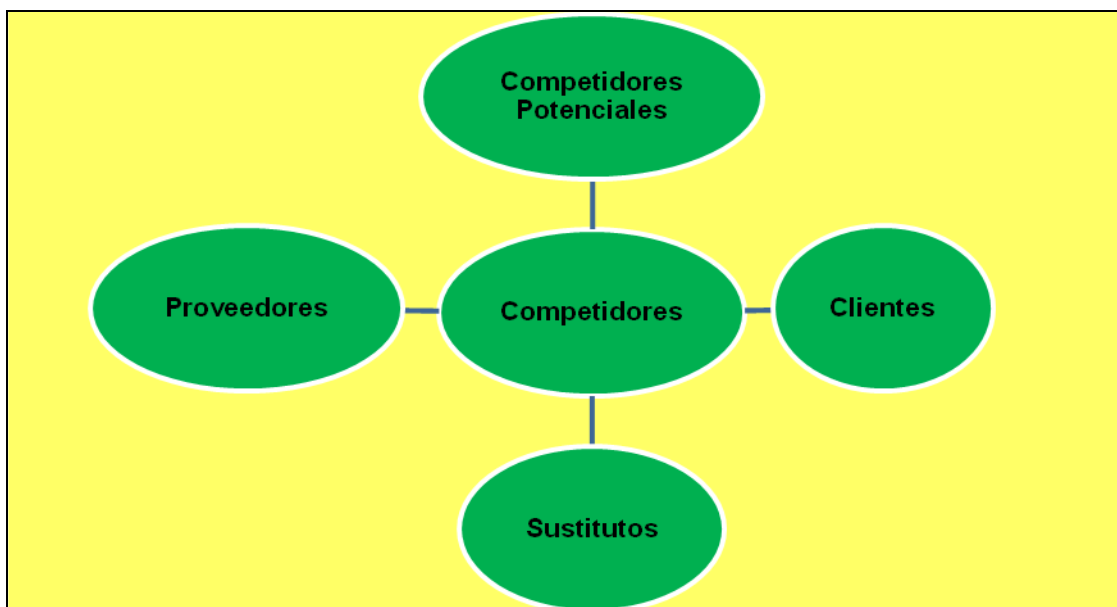 Competidores
Potenciales
Proveedores
Competidores
Clientes
Sustitutos